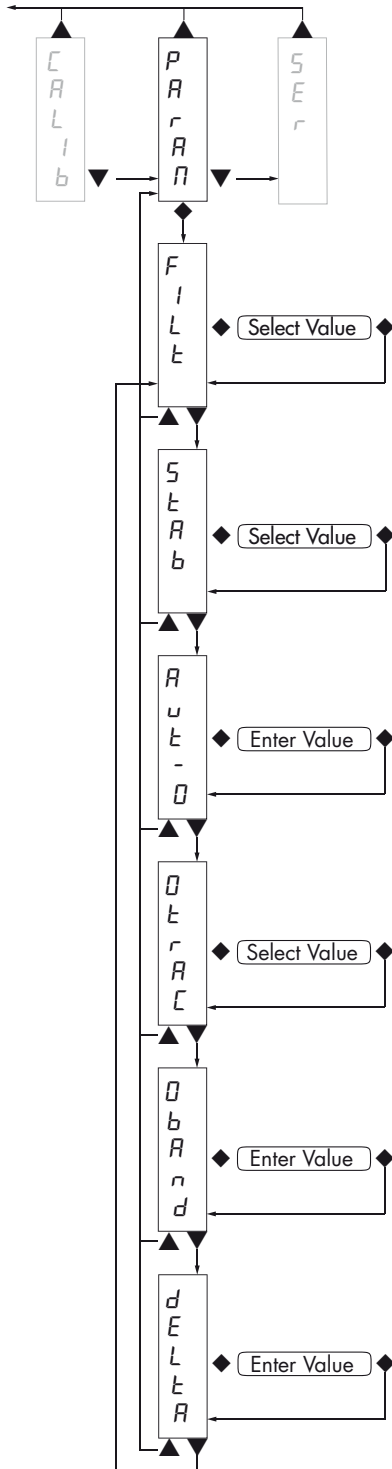 CALIb
PArAM
SEr
FILt
Select Value
StAb
Select Value
Aut-0
Enter Value
0trAC
Select Value
0bAnd
Enter Value
dELtA
Enter Value